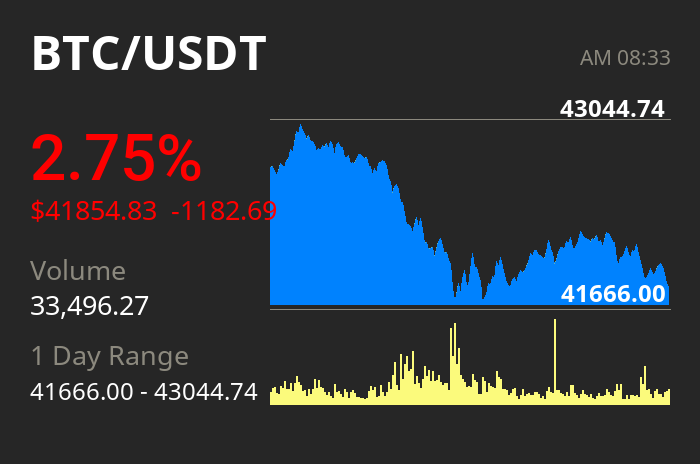 BTC/USDT
AM 08:33
43044.74
2.75%
$41854.83 -1182.69
Volume
33,496.27
41666.00
1 Day Range
41666.00 - 43044.74